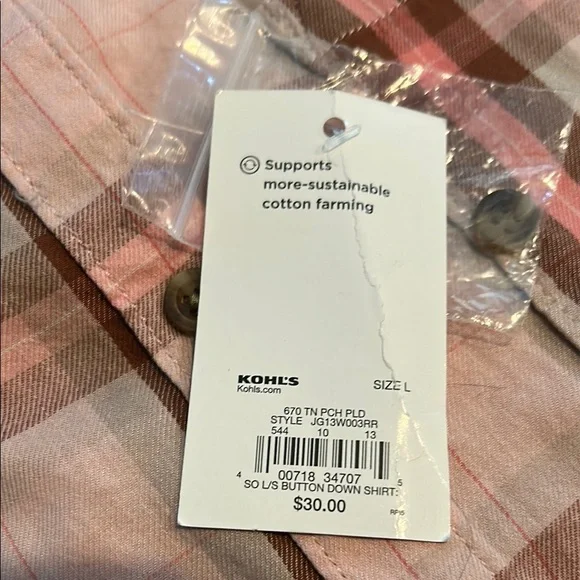 Supports
more-sustainable
cotton farming
KOHL'S SIZE L
Kohls.com
670 TN PCH PLD
STYLE JG13W003RR
544 10 13
4 00718 34707 5
SO L/S BUTTON DOWN SHIRT:
$30.00